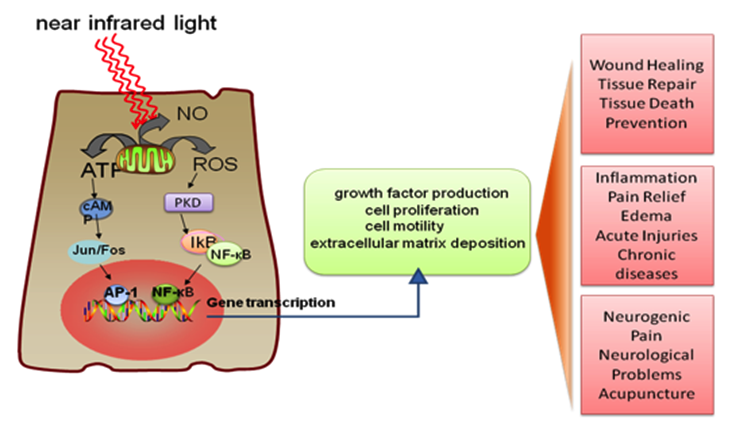 near infrared light
NO
ATP
ROS
cAM
P
PKD
Jun/Fos
IkB
NF-κB
AP-1
NF-κB
Gene transcription
growth factor production
cell proliferation
cell motility
extracellular matrix deposition
Wound Healing
Tissue Repair
Tissue Death
Prevention
Inflammation
Pain Relief
Edema
Acute Injuries
Chronic
diseases
Neurogenic
Pain
Neurological
Problems
Acupuncture